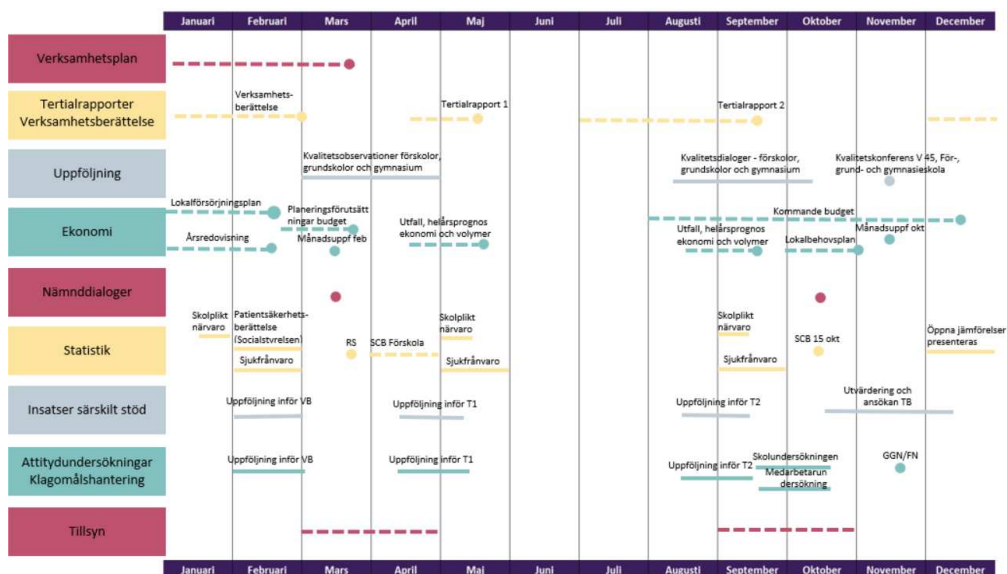 Januari Februari Mars April Maj Juni Juli Augusti September Oktober November December
Verksamhetsplan
Tertialrapporter
Verksamhetsberättelse
Verksamhets-
berättelse
Tertialrapport 1
Tertialrapport 2
Uppföljning
Kvalitetsobservationer förskolor,
grundskolor och gymnasium
Kvalitetsdialoger - förskolor,
grundskolor och gymnasium
Kvalitetskonferens V 45, För-,
grund- och gymnasieskola
Ekonomi
Lokalförsörjningsplan
Årsredovisning
Planeringsförutsätt
ningar budget
Månadsuppf feb
Utfall, helårsprognos
ekonomi och volymer
Kommande budget
Utfall, helårsprognos
ekonomi och volymer
Lokalbehovsplan
Månadsuppf okt
Nämnddialoger
Statistik
Skolplikt
närvaro
Patientsäkerhets-
berättelse
(Socialstyrelsen)
Sjukfrånvaro
RS
SCB Förskola
Skolplikt
närvaro
Sjukfrånvaro
Skolplikt
närvaro
Sjukfrånvaro
SCB 15 okt
Öppna jämförelser
presenteras
Insatser särskilt stöd
Uppföljning inför VB
Uppföljning inför T1
Uppföljning inför T2
Utvärdering och
ansökan TB
Attitydundersökningar
Klagomålshantering
Uppföljning inför VB
Uppföljning inför T1
Uppföljning inför T2
Skolundersökningen
Medarbetarun
dersökning
GGN/FN
Tillsyn
Januari Februari Mars April Maj Juni Juli Augusti September Oktober November December